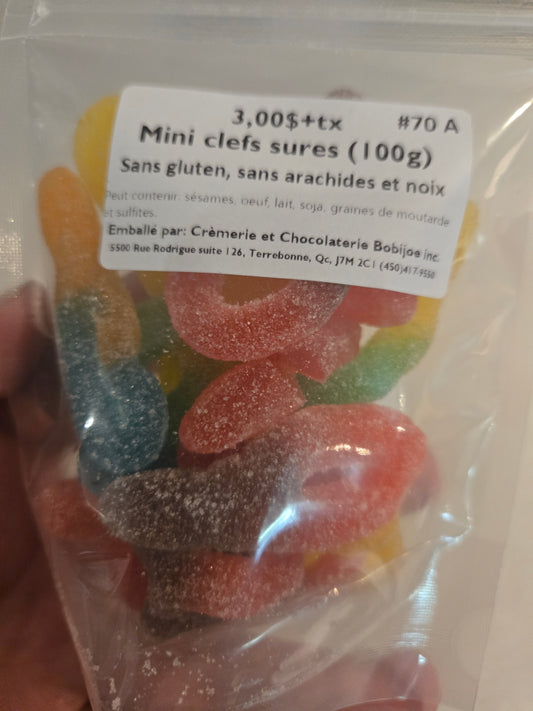 3,00$+tx #70 A
Mini clefs sures (100g)
Sans gluten, sans arachides et noix
Peut contenir: sésames, oeuf, lait, soja, graines de moutarde
et sulfites.
Emballé par: Crèmerie et Chocolaterie Bobijoe inc.
5500 Rue Rodrigue suite 126, Terrebonne, Qc, J7M 2C1 (450)417-9550